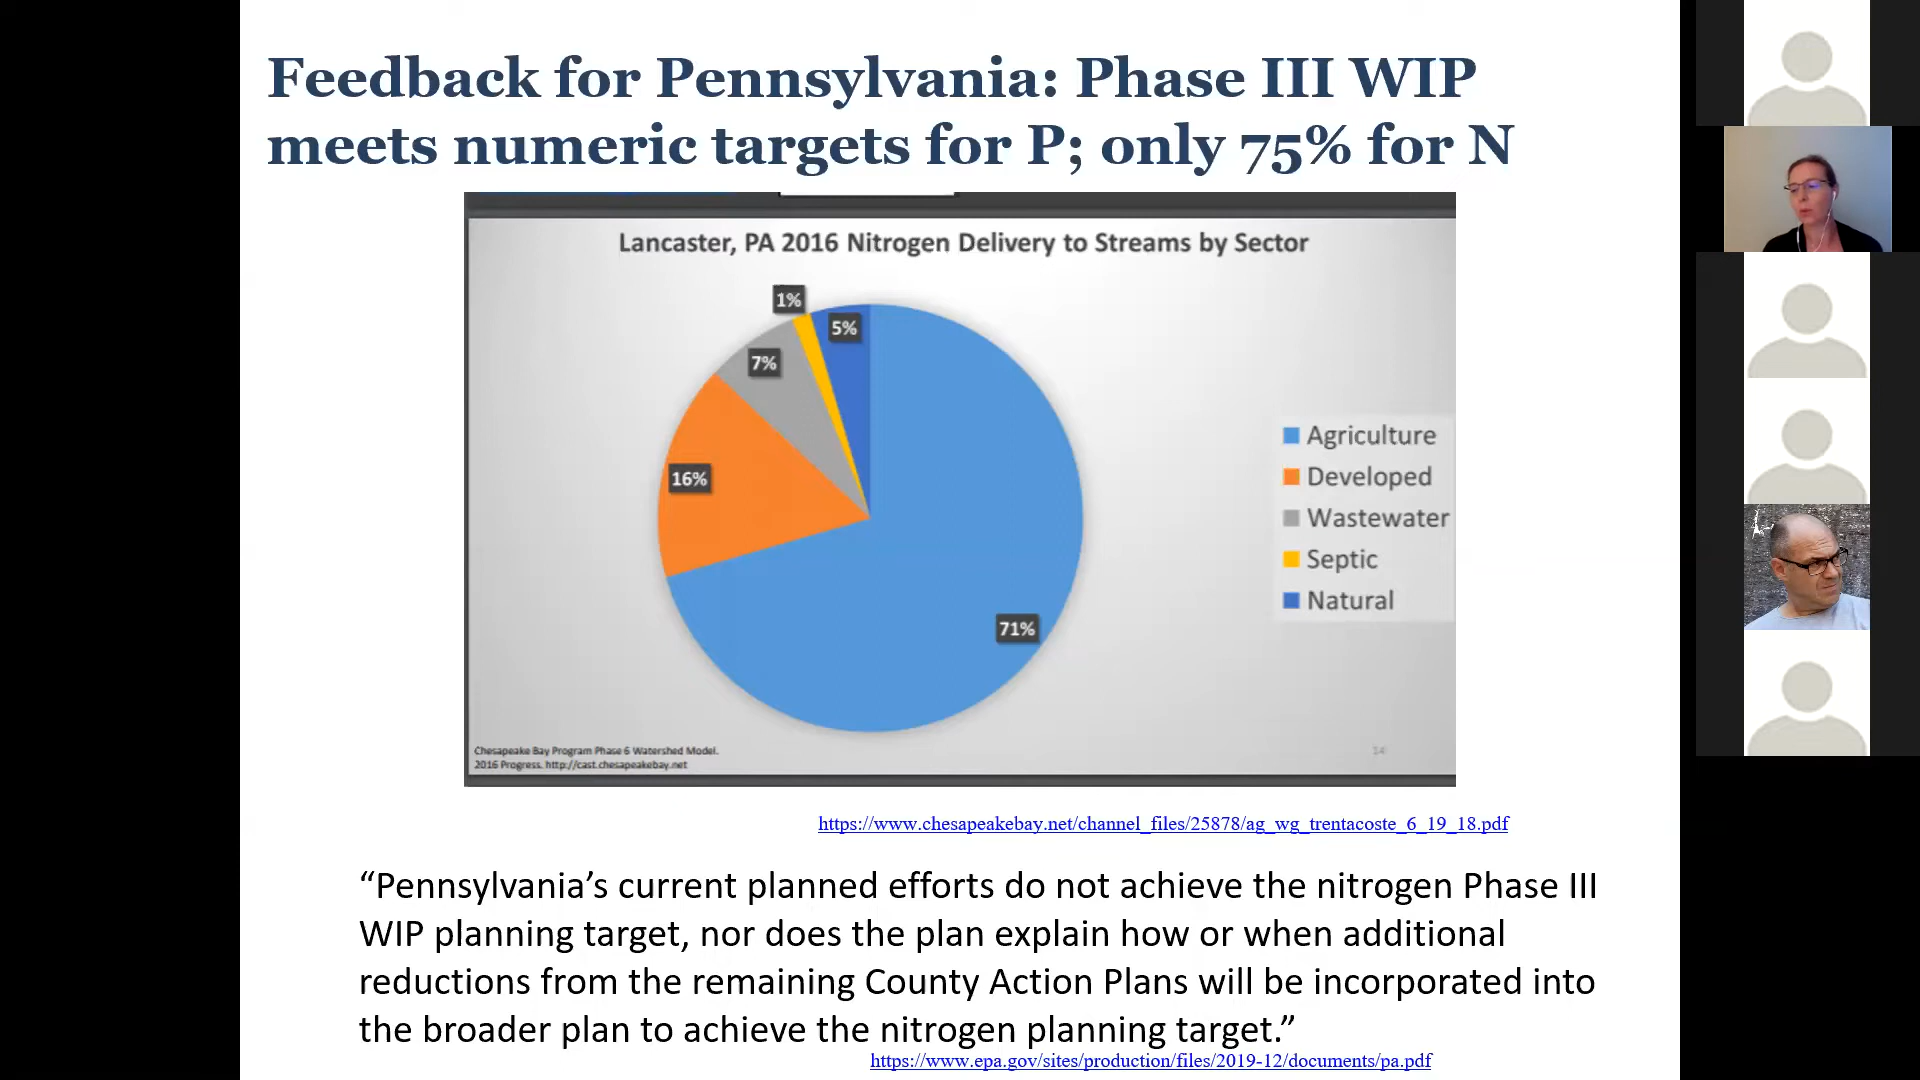 Feedback for Pennsylvania: Phase III WIP
meets numeric targets for P; only 75% for N
Lancaster, PA 2016 Nitrogen Delivery to Streams by Sector
1%
5%
7%
16%
71%
Agriculture
Developed
Wastewater
Septic
Natural
Chesapeake Bay Program Phase 6 Watershed Model.
2016 Progress. http://cast.chesapeakebay.net
14
https://www.chesapeakebay.net/channel_files/25878/ag_wg_trentacoste_6_19_18.pdf
“Pennsylvania’s current planned efforts do not achieve the nitrogen Phase III
WIP planning target, nor does the plan explain how or when additional
reductions from the remaining County Action Plans will be incorporated into
the broader plan to achieve the nitrogen planning target.”
https://www.epa.gov/sites/production/files/2019-12/documents/pa.pdf